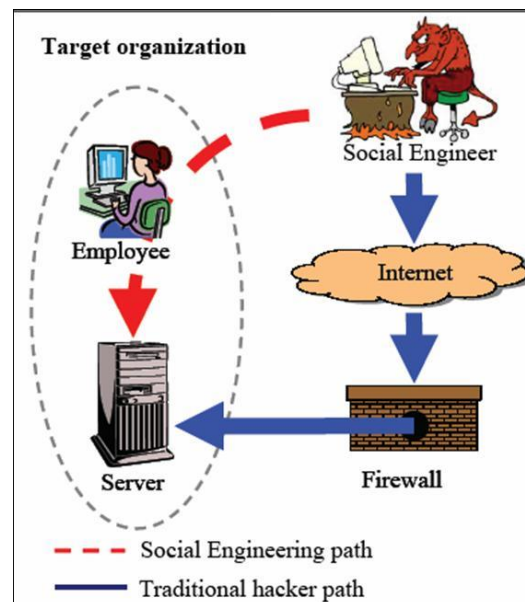 Target organization
Social Engineer
Employee
Internet
Server
Firewall
Social Engineering path
Traditional hacker path